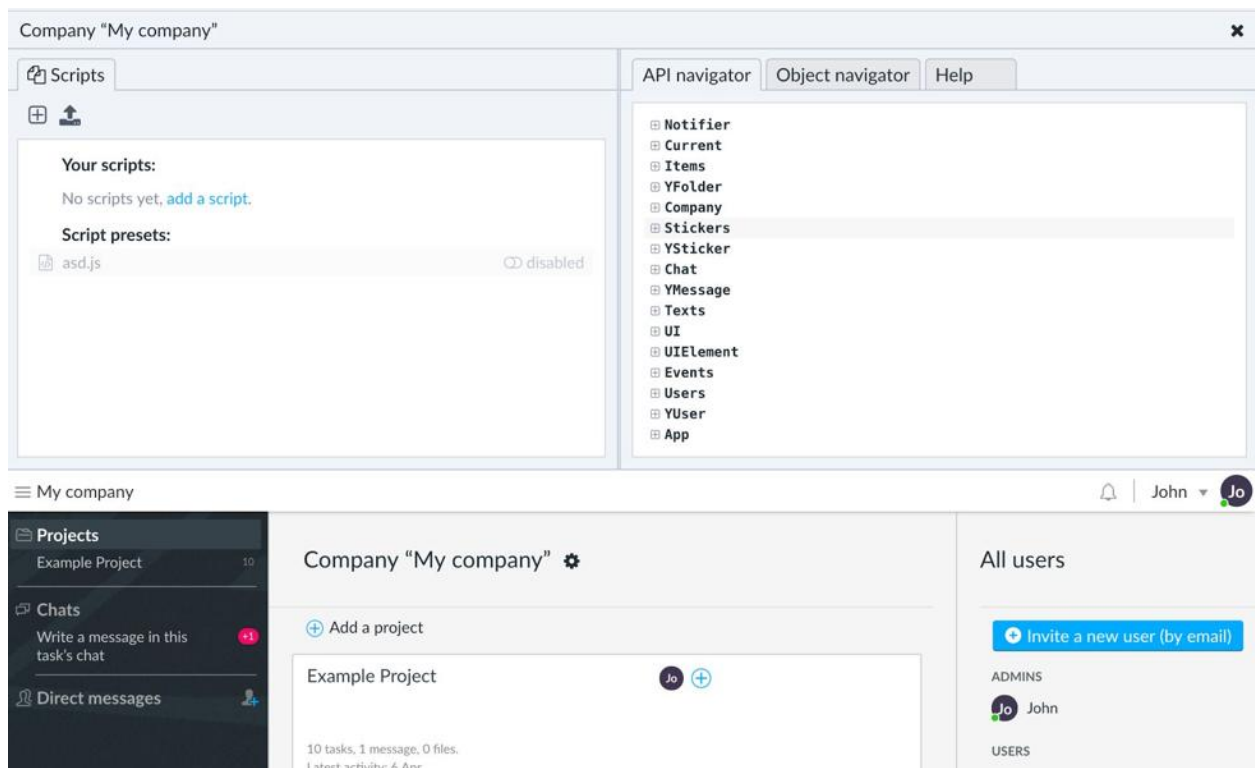 Company “My company”
Scripts
Your scripts:
No scripts yet, add a script.
Script presets:
asd.js disabled
API navigator Object navigator Help
Notifier
Current
Items
YFolder
Company
Stickers
YSticker
Chat
YMessage
Texts
UI
UIElement
Events
Users
YUser
App
My company John Jo
Projects
Example Project 10
Chats
Write a message in this +1
task's chat
Direct messages
Company “My company”
Add a project
Example Project Jo
10 tasks, 1 message, 0 files.
Latest activity: 6 Apr
All users
Invite a new user (by email)
ADMINS
Jo John
USERS